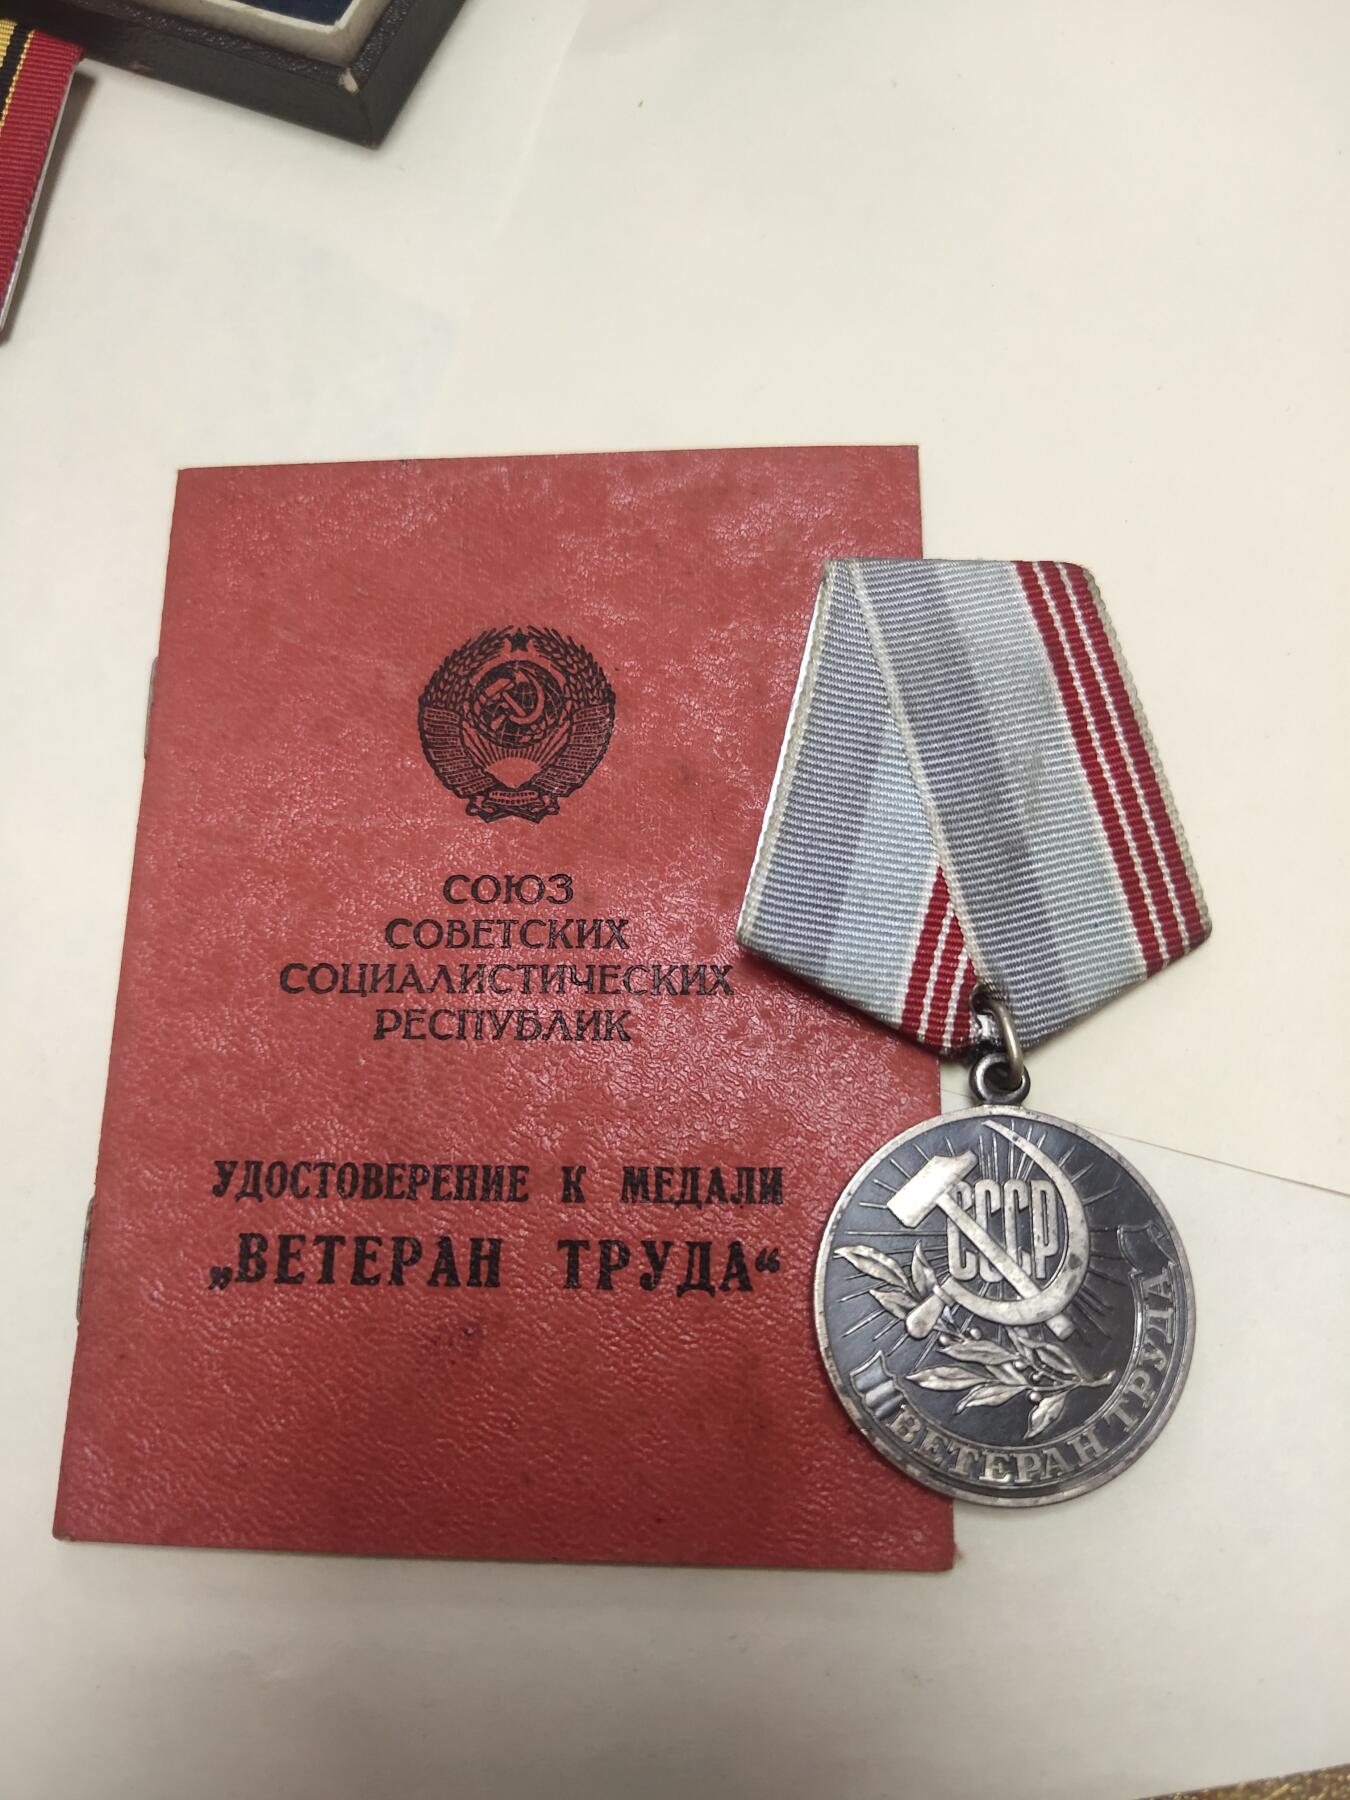 СОЮЗ
СОВЕТСКИХ
СОЦИАЛИСТИЧЕСКИХ
РЕСПУБЛИК
УДОСТОВЕРЕНИЕ К МЕДАЛИ
„ВЕТЕРАН ТРУДА“
СССР
ВЕТЕРАН ТРУДА